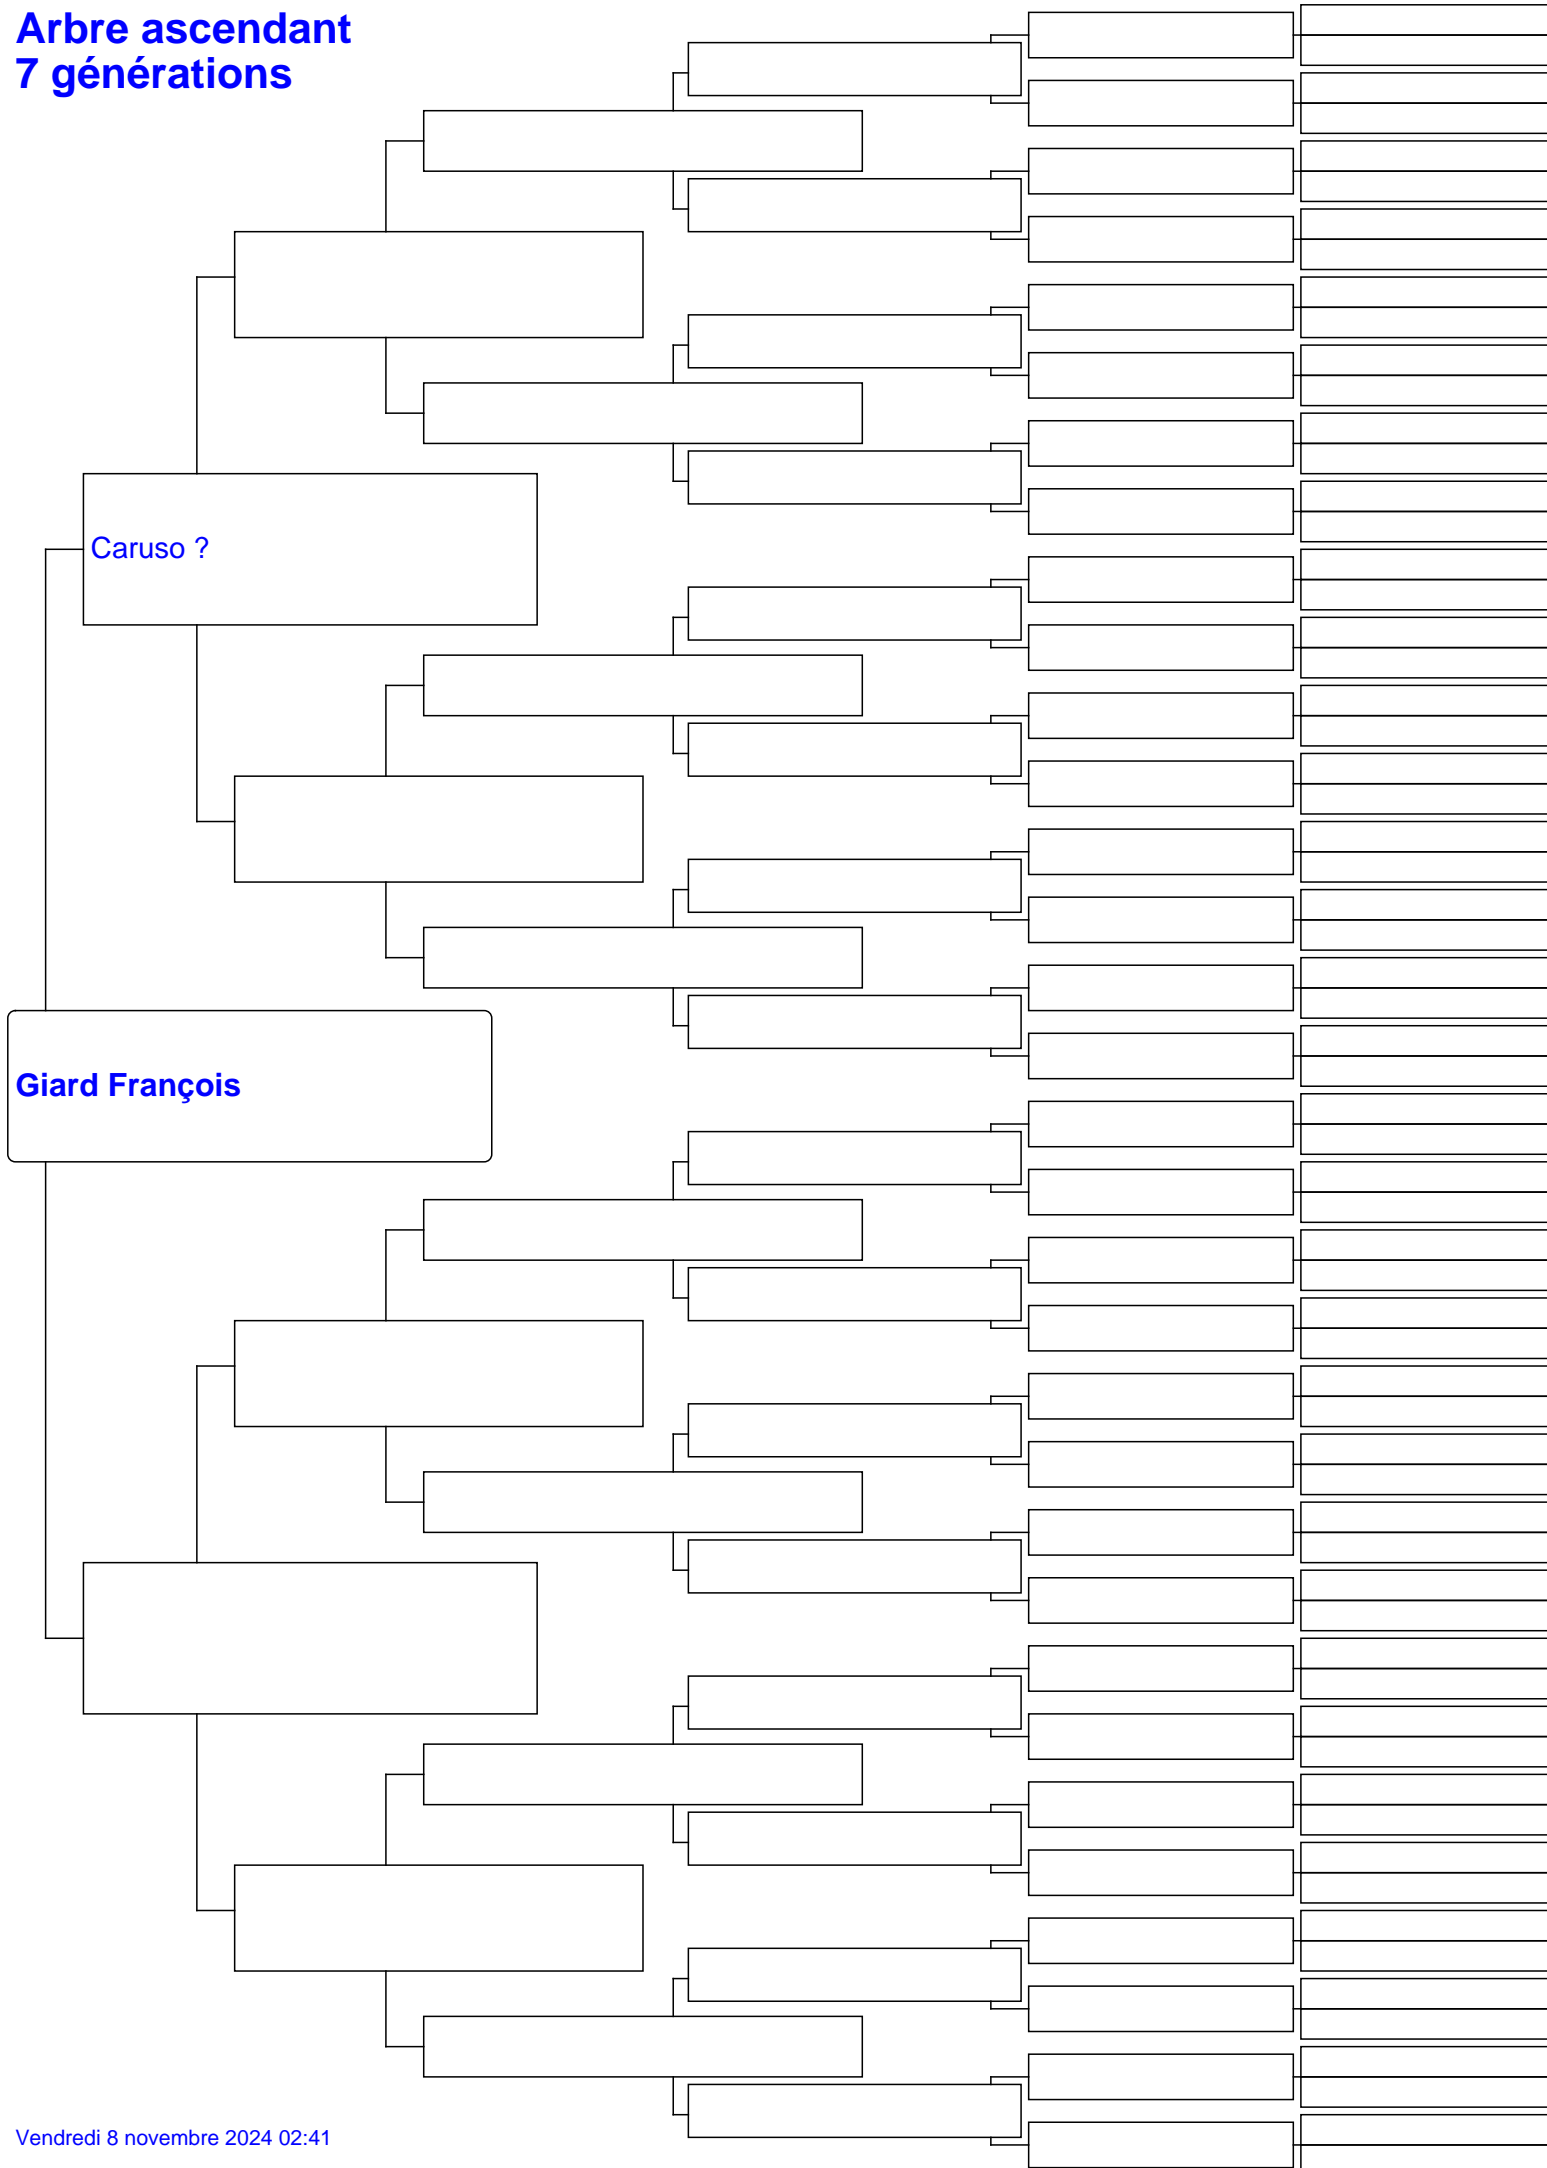 Arbre ascendant
7 générations
Caruso ?
Giard François
Vendredi 8 novembre 2024 02:41